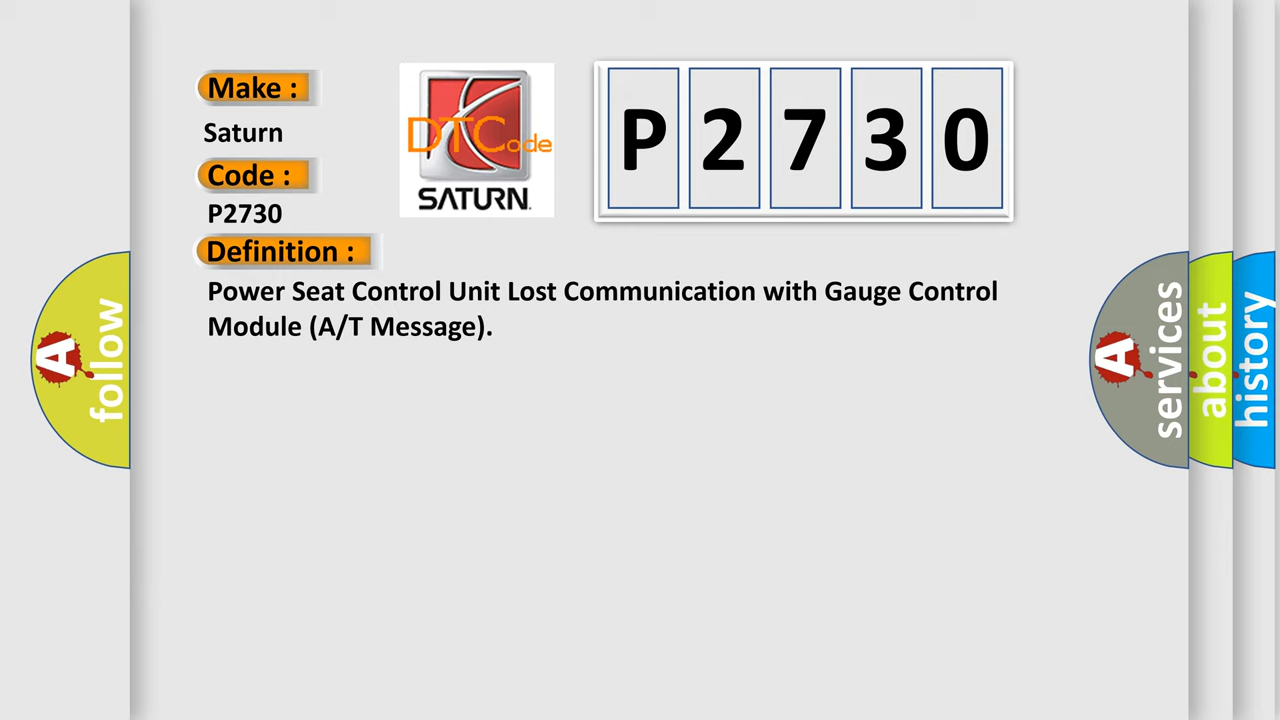 Make :
Saturn
Code :
P2730
Definition :
Power Seat Control Unit Lost Communication with Gauge Control
Module (A/T Message).
DTCode
SATURN
P 2 7 3 0
A follow
A services
about
history